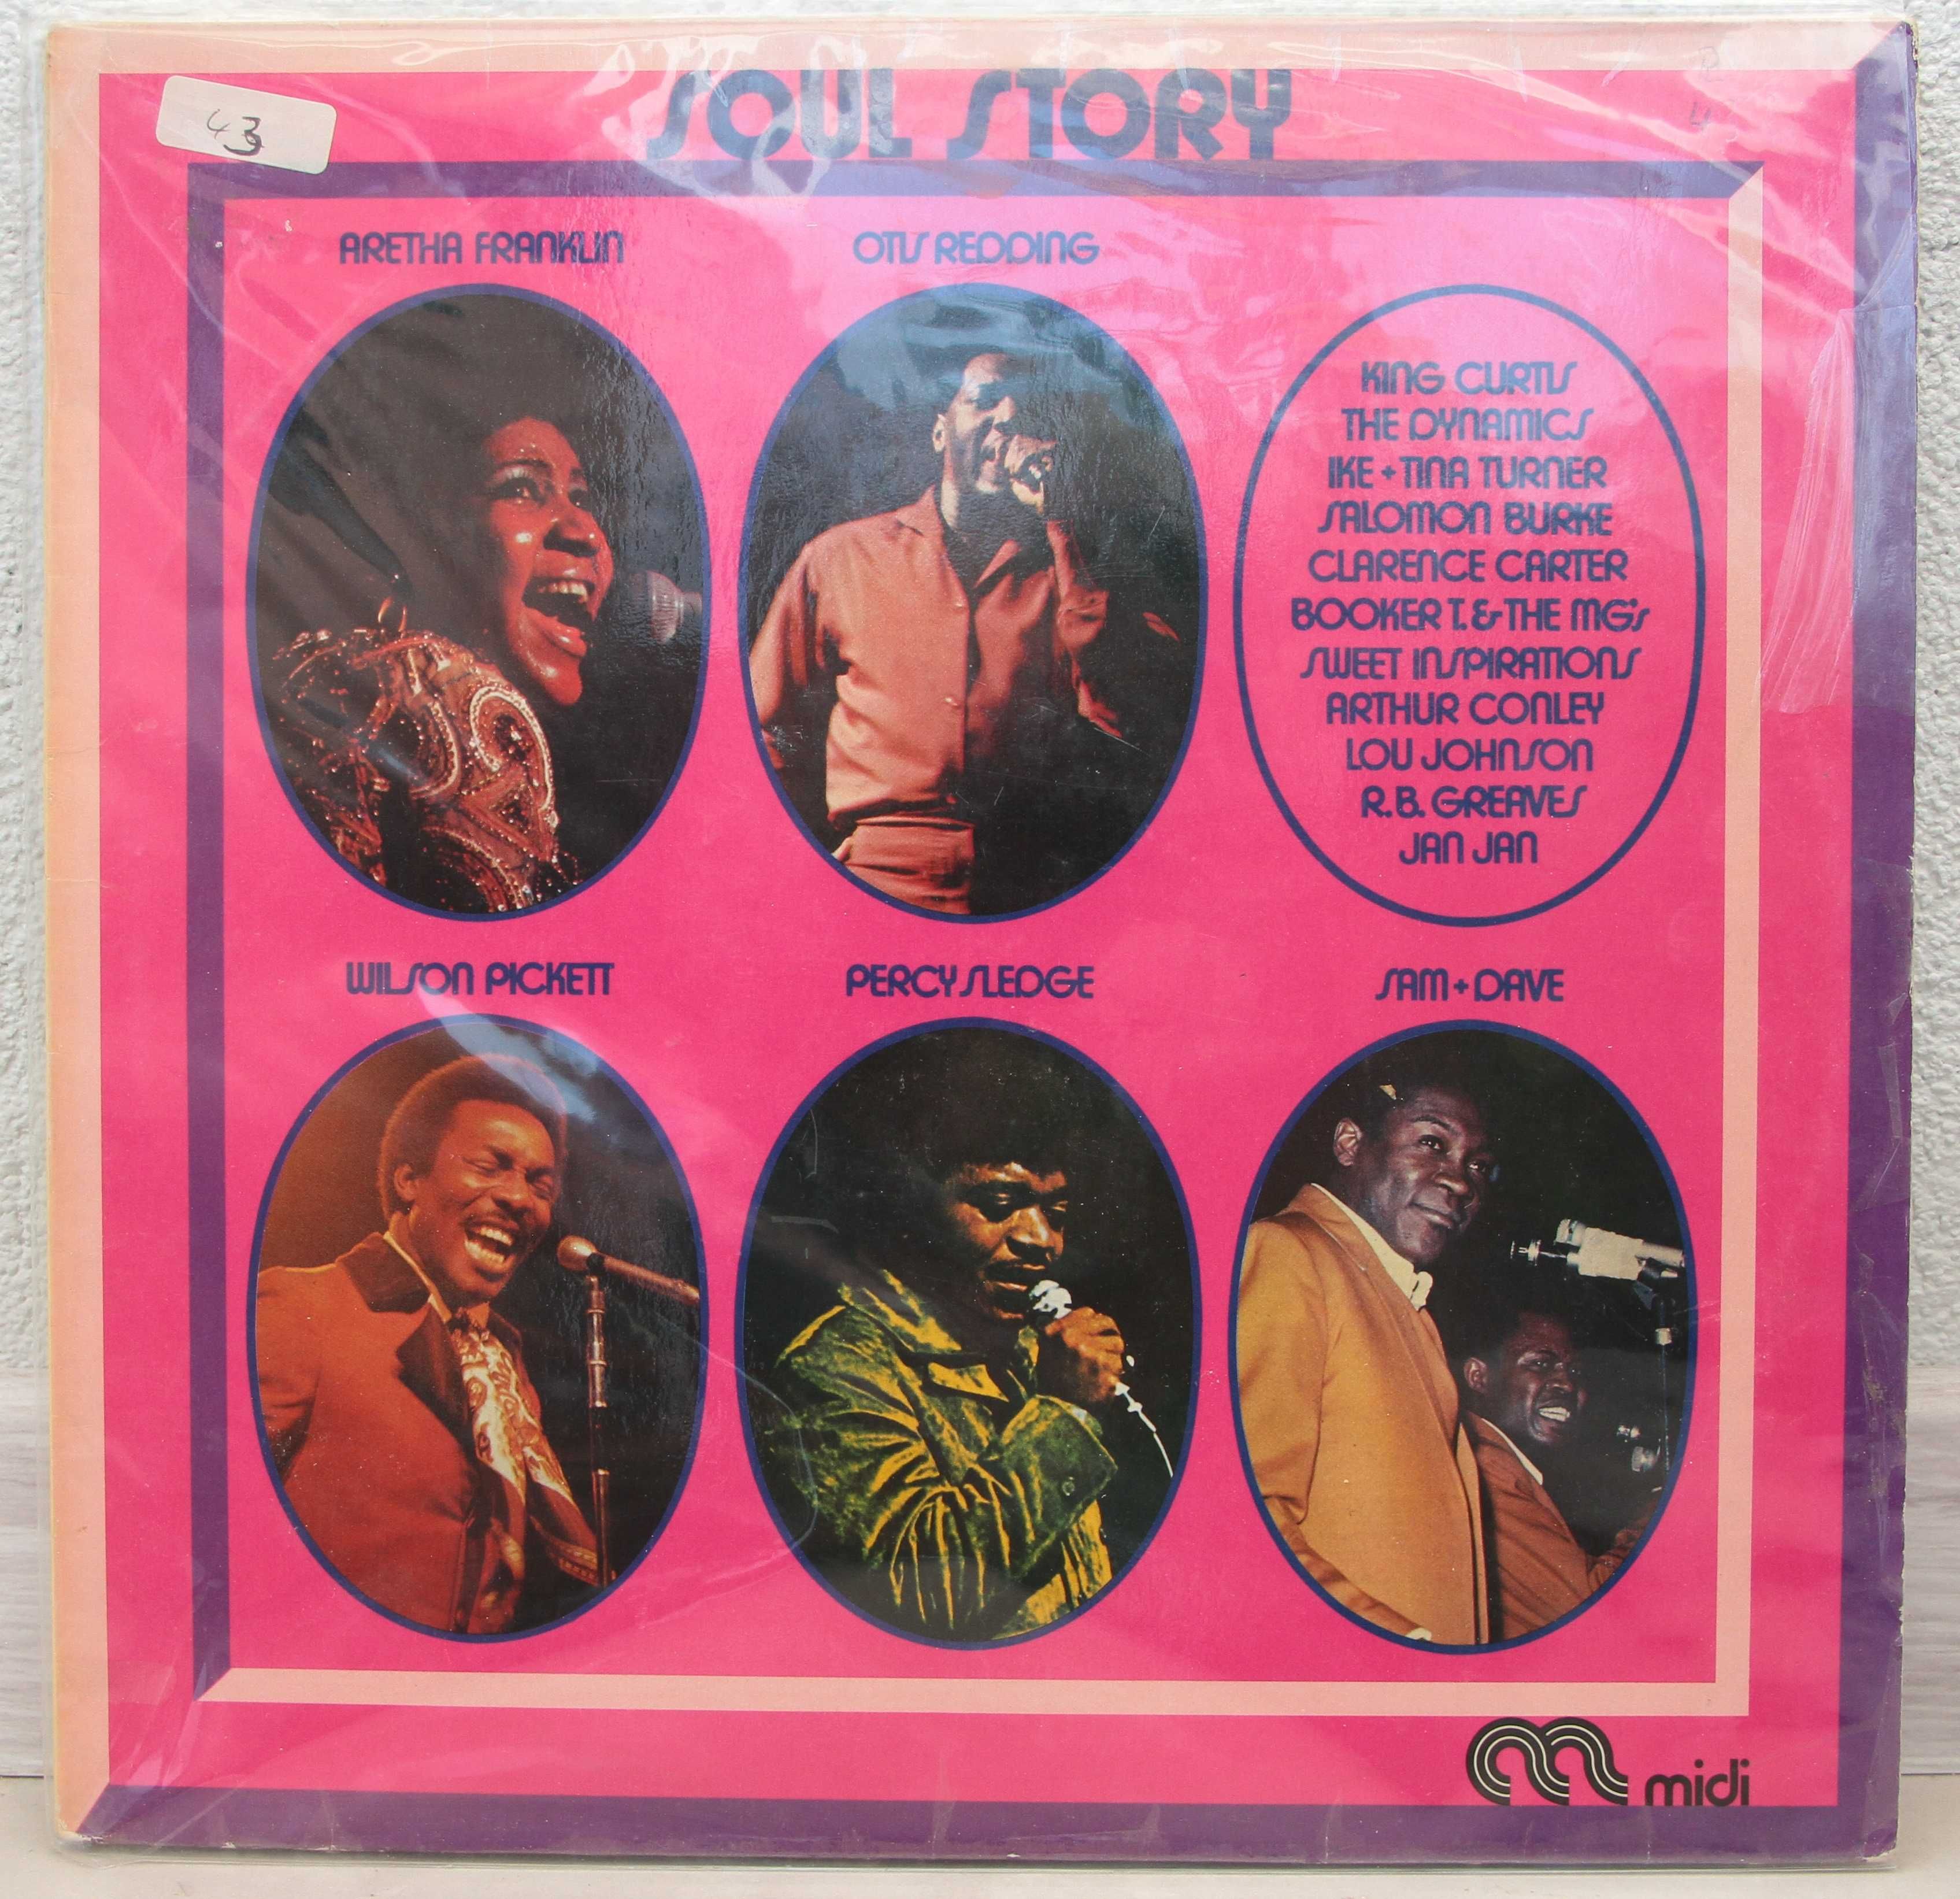 43
SOUL STORY
ARETHA FRANKLIN
OTIS REDDING
KING CURTIS
THE DYNAMICS
IKE + TINA TURNER
SALOMON BURKE
CLARENCE CARTER
BOOKER T. & THE MG's
SWEET INSPIRATIONS
ARTHUR CONLEY
LOU JOHNSON
R. B. GREAVES
JAN JAN
WILSON PICKETT
PERCY SLEDGE
SAM + DAVE
midi